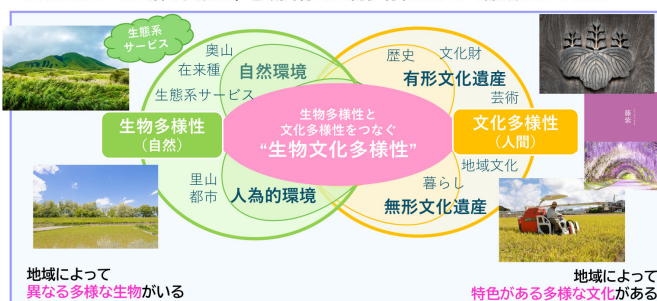 生態系
サービス
奥山
在来種
自然環境
生態系サービス
生物多様性
（自然）
里山
都市
人為的環境
生物多様性と
文化多様性をつなぐ
“生物文化多様性”
歴史
文化財
有形文化遺産
芸術
文化多様性
（人間）
地域文化
暮らし
無形文化遺産
地域によって
異なる多様な生物がいる
地域によって
特色がある多様な文化がある